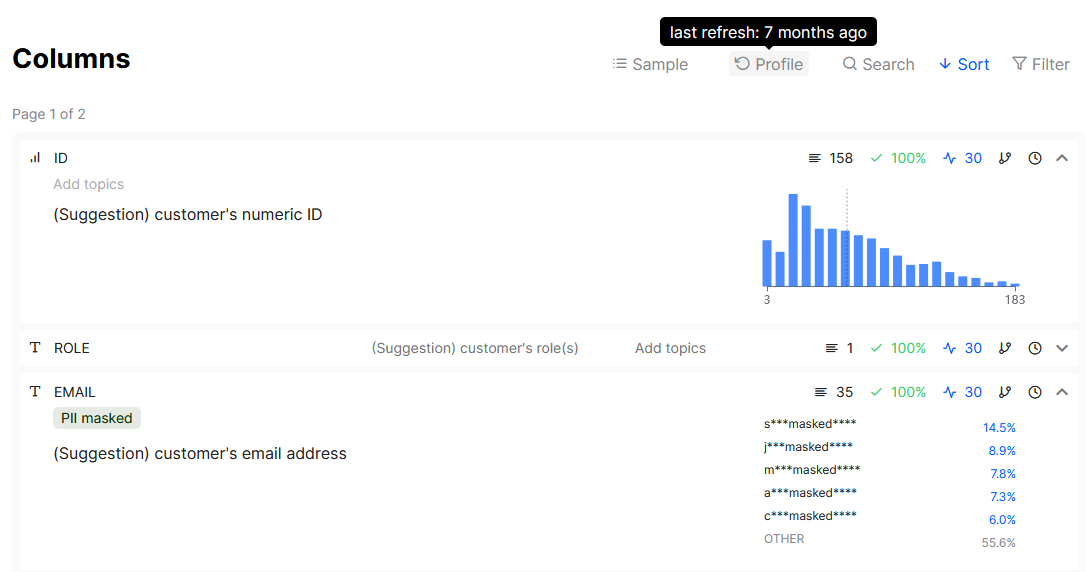 last refresh: 7 months ago
Columns
Sample Profile Search Sort Filter
Page 1 of 2
ID 158 100% 30
Add topics
(Suggestion) customer's numeric ID
3 183
T ROLE (Suggestion) customer's role(s) Add topics 1 100% 30
T EMAIL 35 100% 30
PII masked
s***masked**** 14.5%
(Suggestion) customer's email address
j***masked**** 8.9%
m***masked**** 7.8%
a***masked**** 7.3%
c***masked**** 6.0%
OTHER 55.6%